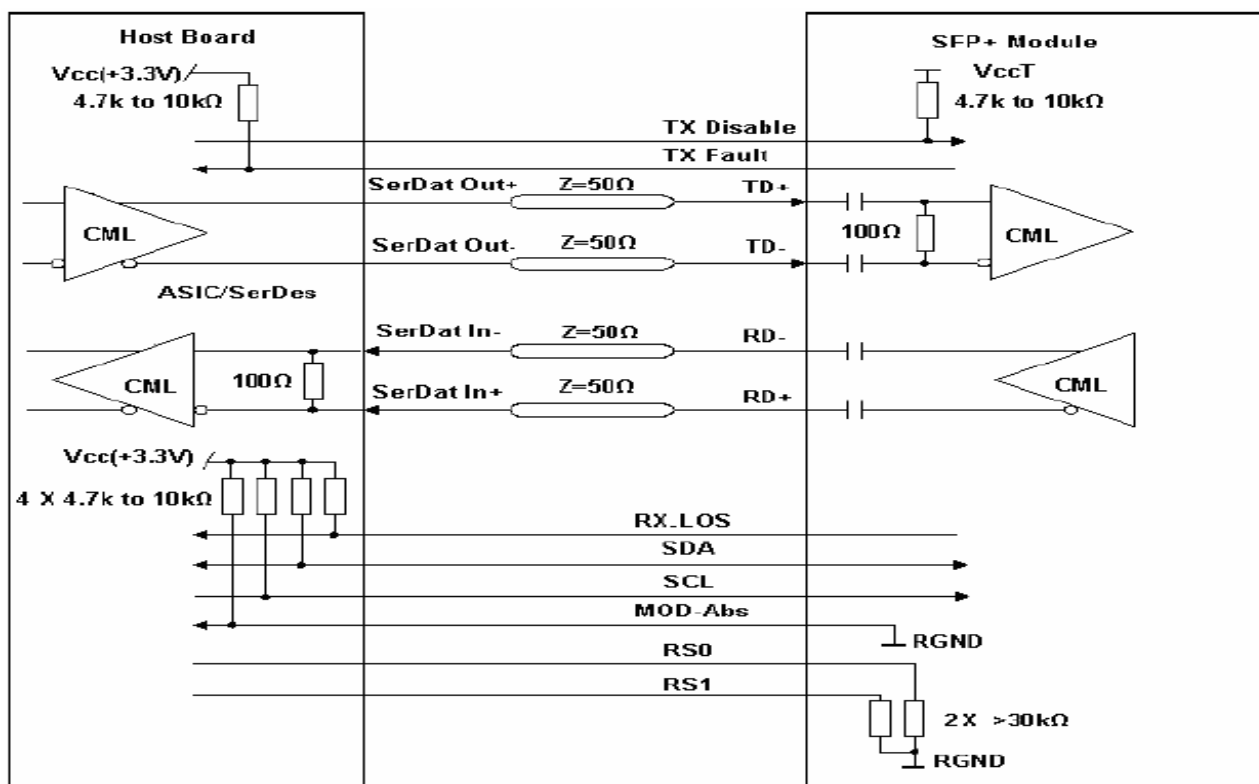 Host Board
SFP+ Module
Vcc(+3.3V)
4.7k to 10kΩ
VccT
4.7k to 10kΩ
TX Disable
TX Fault
SerDat Out+
Z=50Ω
TD+
CML
100Ω
CML
SerDat Out-
Z=50Ω
TD-
ASIC/SerDes
SerDat In-
Z=50Ω
RD-
CML
100Ω
CML
SerDat In+
Z=50Ω
RD+
Vcc(+3.3V)
4 X 4.7k to 10kΩ
RX-LOS
SDA
SCL
MOD-Abs
RGND
RS0
RS1
2X >30kΩ
RGND